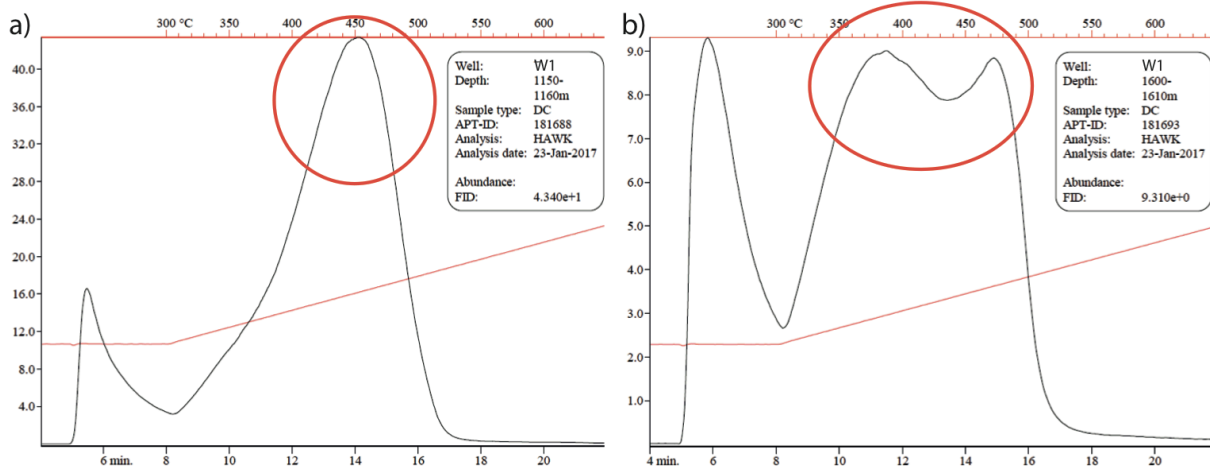 a)
300 °C 350 400 450 500 550 600
40.0
36.0
32.0
28.0
24.0
20.0
16.0
12.0
8.0
4.0
6 min. 8 10 12 14 16 18 20
Well: W1
Depth: 1150-
1160m
Sample type: DC
APT-ID: 181688
Analysis: HAWK
Analysis date: 23-Jan-2017
Abundance:
FID: 4.340e+1
b)
300 °C 350 400 450 500 550 600
9.0
8.0
7.0
6.0
5.0
4.0
3.0
2.0
1.0
4 min. 6 8 10 12 14 16 18 20
Well: W1
Depth: 1600-
1610m
Sample type: DC
APT-ID: 181693
Analysis: HAWK
Analysis date: 23-Jan-2017
Abundance:
FID: 9.310e+0